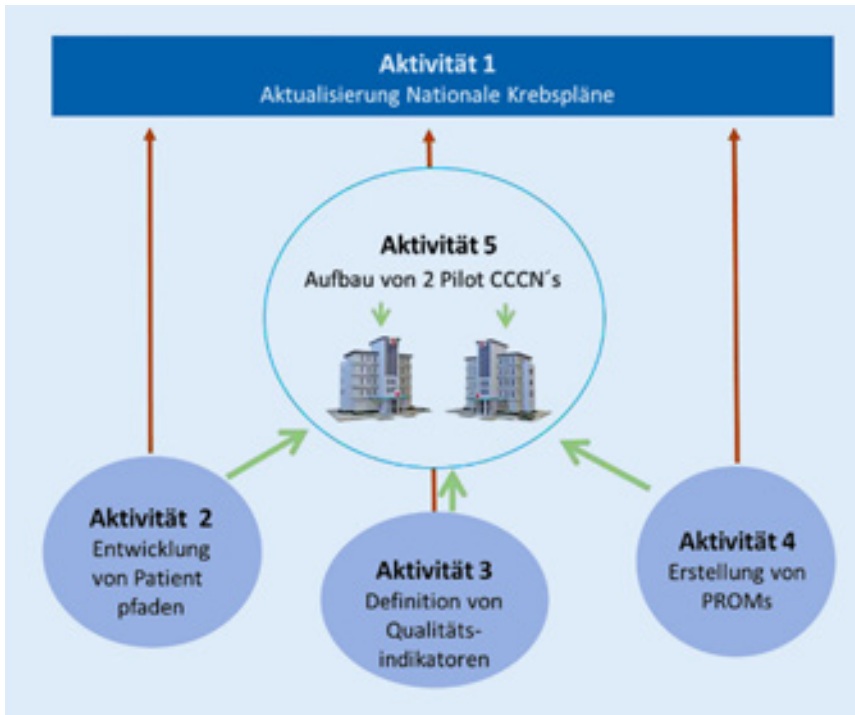 Aktivität 1
Aktualisierung Nationale Krebspläne
Aktivität 5
Aufbau von 2 Pilot CCCN´s
Aktivität 2
Entwicklung
von Patient
pfaden
Aktivität 3
Definition von
Qualitäts-
indikatoren
Aktivität 4
Erstellung von
PROMs